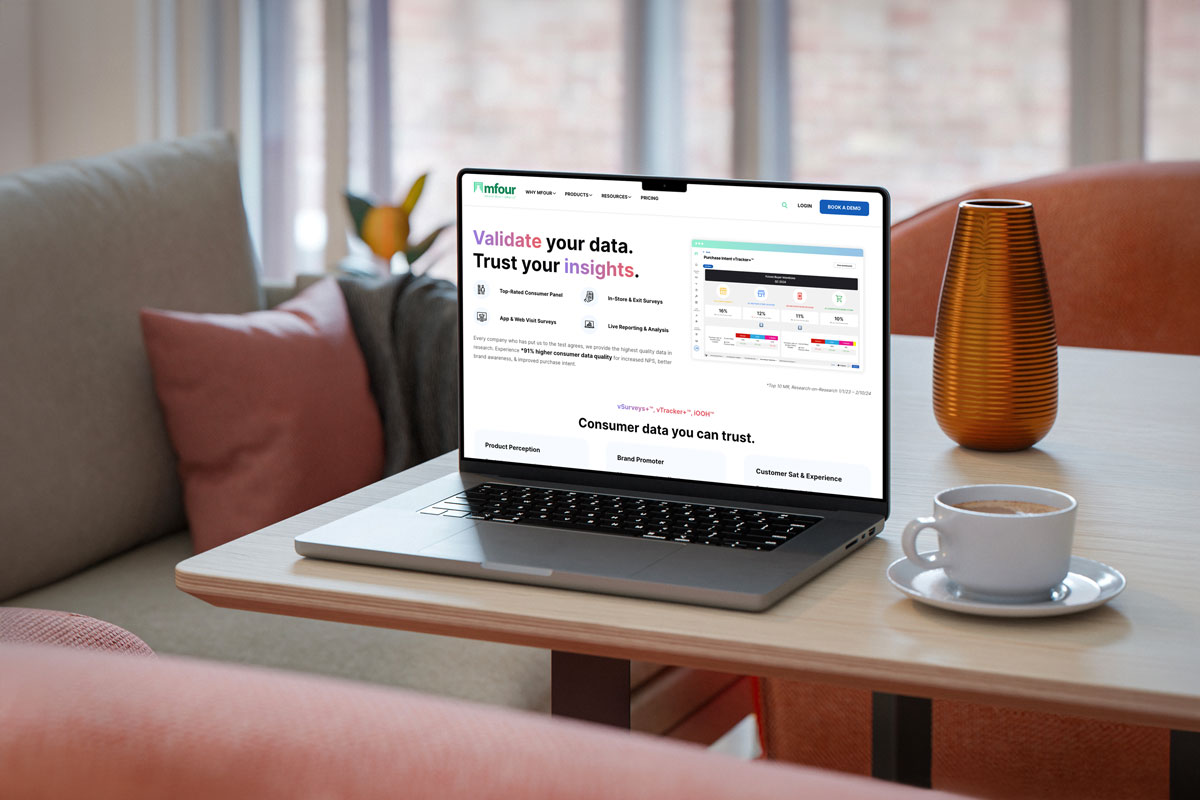 mfour
WHY MFOUR
PRODUCTS
RESOURCES
PRICING
LOGIN
BOOK A DEMO
Validate your data.
Trust your insights.
Top-Rated Consumer Panel
In-Store & Exit Surveys
App & Web Visit Surveys
Live Reporting & Analysis
Every company who has put us to the test agrees, we provide the highest quality data in
research. Experience *91% higher consumer data quality for increased NPS, better
brand awareness, & improved purchase intent.
Purchase Intent vTracker+™
16%
12%
11%
10%
*Top 10 MR, Research-on-Research 1/1/23 – 2/10/24
vSurveys+™, vTracker+™, iOOH™
Consumer data you can trust.
Product Perception
Brand Promoter
Customer Sat & Experience